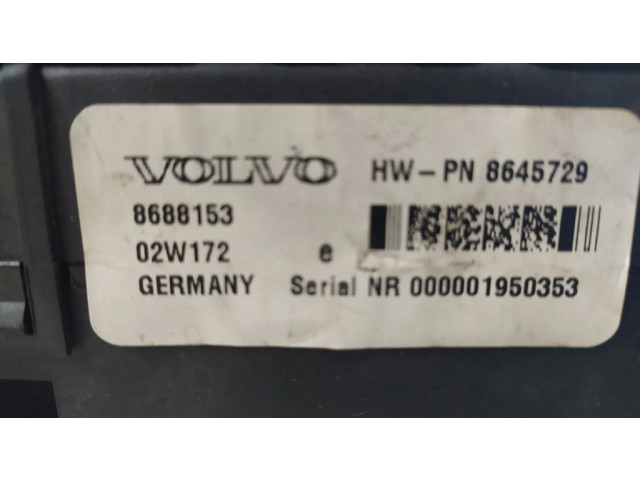 VOLVO HW-PN 8645729
8688153
02W172 e
GERMANY Serial NR 000001950353